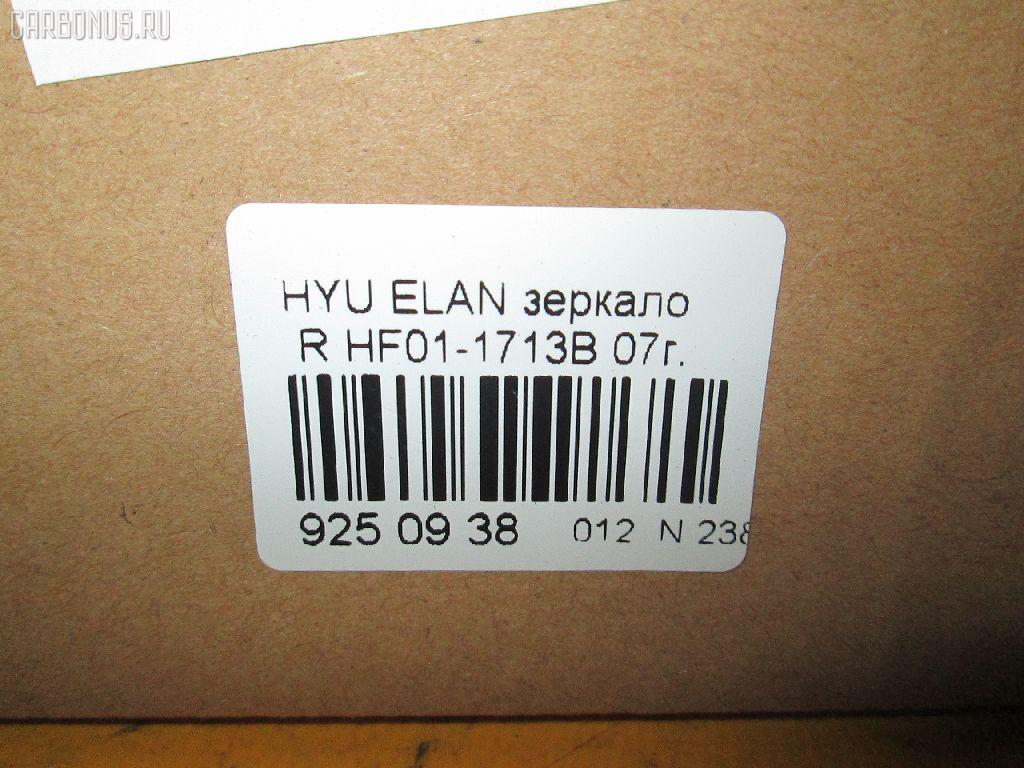 CARBONUS.RU
HYU ELAN зеркало
R HF01-1713B 07г.
925 09 38 012 N 238